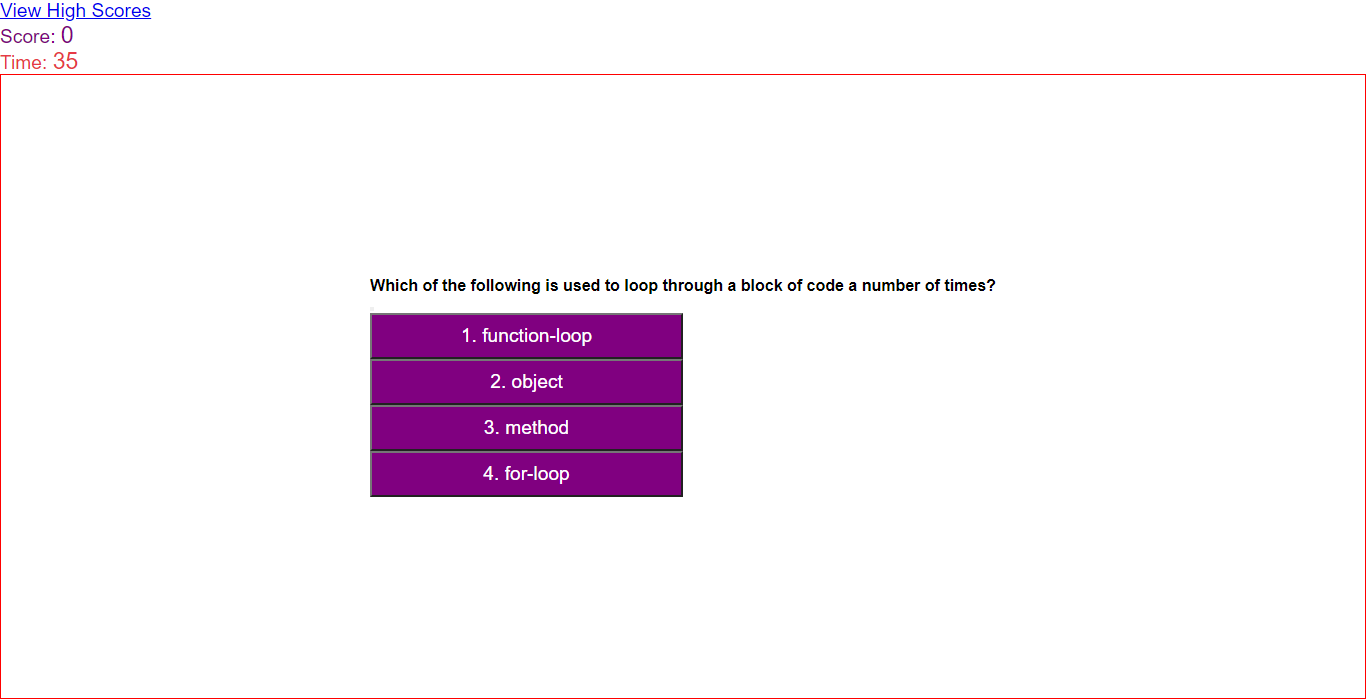 View High Scores
Score: 0
Time: 35
Which of the following is used to loop through a block of code a number of times?
1. function-loop
2. object
3. method
4. for-loop